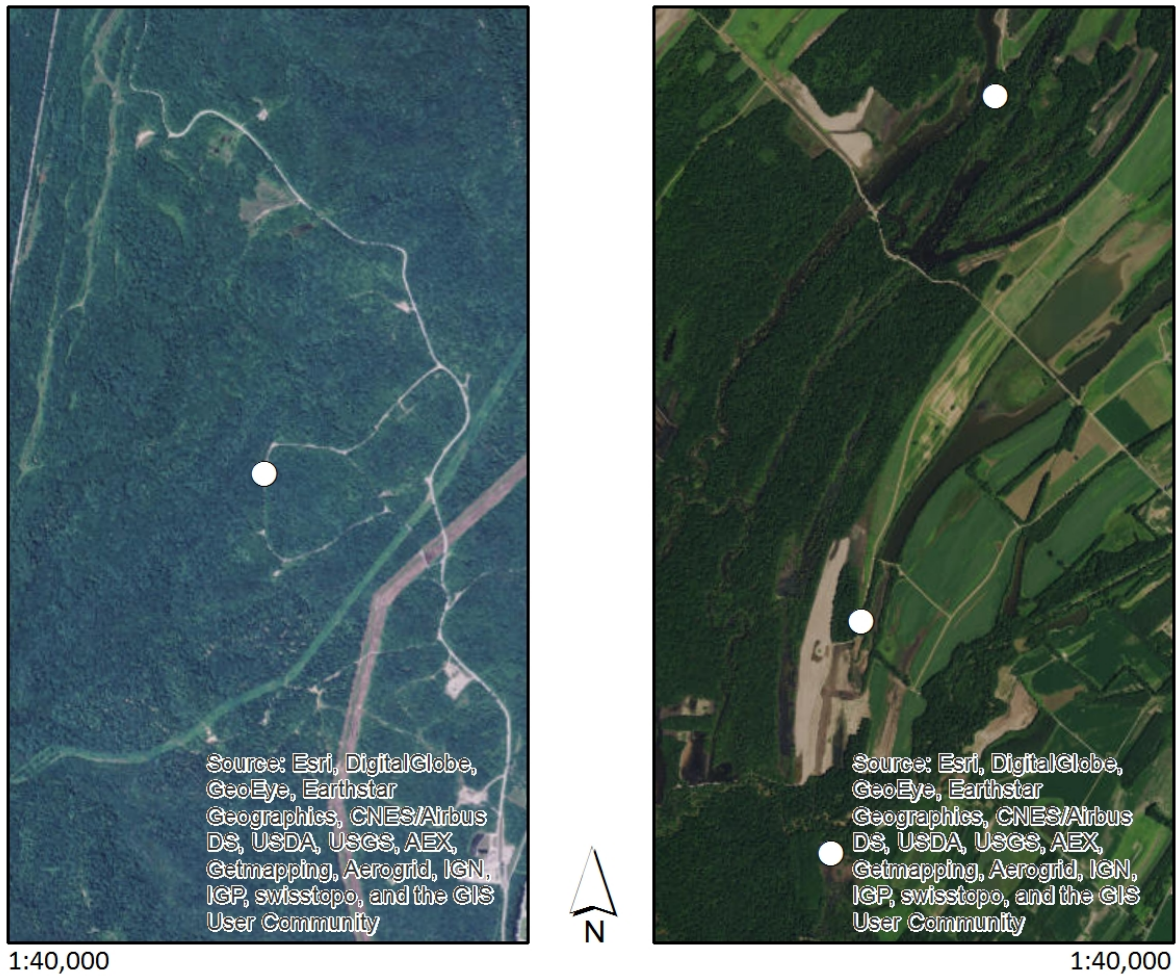 Source: Esri, DigitalGlobe,
GeoEye, Earthstar
Geographics, CNES/Airbus
DS, USDA, USGS, AEX,
Getmapping, Aerogrid, IGN,
IGP, swisstopo, and the GIS
User Community
Source: Esri, DigitalGlobe,
GeoEye, Earthstar
Geographics, CNES/Airbus
DS, USDA, USGS, AEX,
Getmapping, Aerogrid, IGN,
IGP, swisstopo, and the GIS
User Community
N
1:40,000
1:40,000